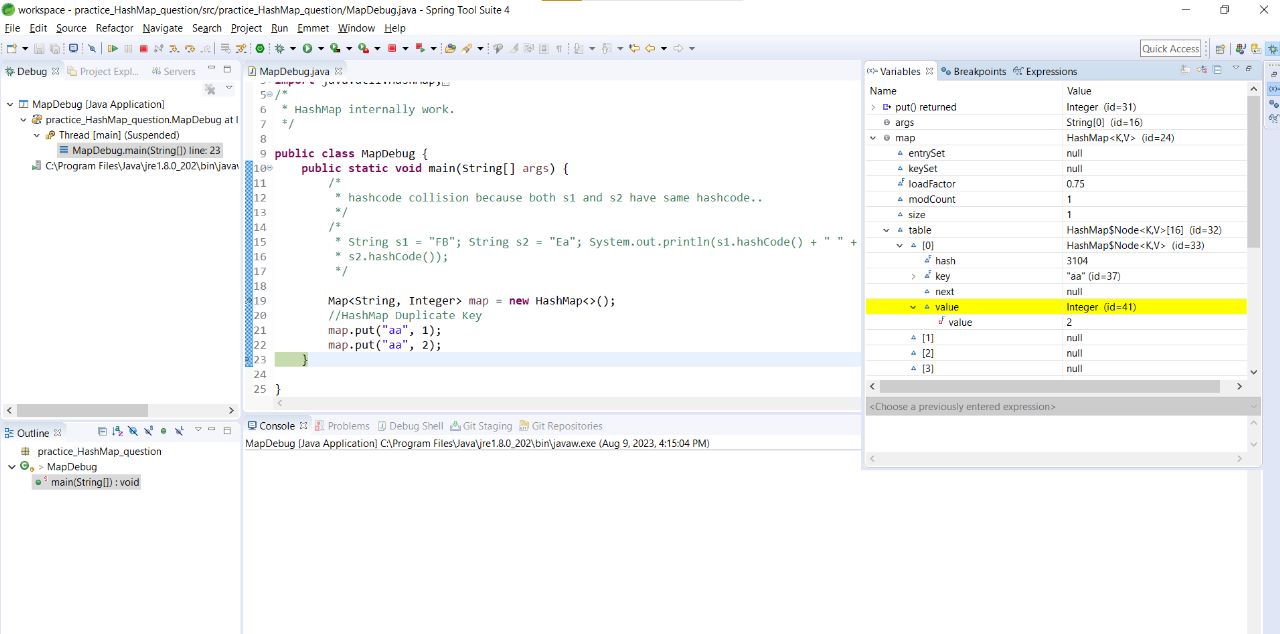 workspace - practice_HashMap_question/src/practice_HashMap_question/MapDebug.java - Spring Tool Suite 4
File Edit Source Refactor Navigate Search Project Run Emmet Window Help
Quick Access
Debug
Project Expl...
Servers
MapDebug [Java Application]
practice_HashMap_question.MapDebug at l
Thread [main] (Suspended)
MapDebug.main(String[]) line: 23
C:\Program Files\Java\jre1.8.0_202\bin\javaw
MapDebug.java
5 /*
6 * HashMap internally work.
7 */
8
9 public class MapDebug {
10 public static void main(String[] args) {
11 /*
12 * hashcode collision because both s1 and s2 have same hashcode..
13 */
14 /*
15 * String s1 = "FB"; String s2 = "Ea"; System.out.println(s1.hashCode() + " " +
16 * s2.hashCode());
17 */
18
19 Map<String, Integer> map = new HashMap<>();
20 //HashMap Duplicate Key
21 map.put("aa", 1);
22 map.put("aa", 2);
23 }
24
25 }
(x)= Variables Breakpoints Expressions
Name Value
put() returned Integer (id=31)
args String[0] (id=16)
map HashMap<K,V> (id=24)
entrySet null
keySet null
loadFactor 0.75
modCount 1
size 1
table HashMap$Node<K,V>[16] (id=32)
[0] HashMap$Node<K,V> (id=33)
hash 3104
key "aa" (id=37)
next null
value Integer (id=41)
value 2
[1] null
[2] null
[3] null
<Choose a previously entered expression>
Outline
practice_HashMap_question
MapDebug
main(String[]) : void
Console Problems Debug Shell Git Staging Git Repositories
MapDebug [Java Application] C:\Program Files\Java\jre1.8.0_202\bin\javaw.exe (Aug 9, 2023, 4:15:04 PM)